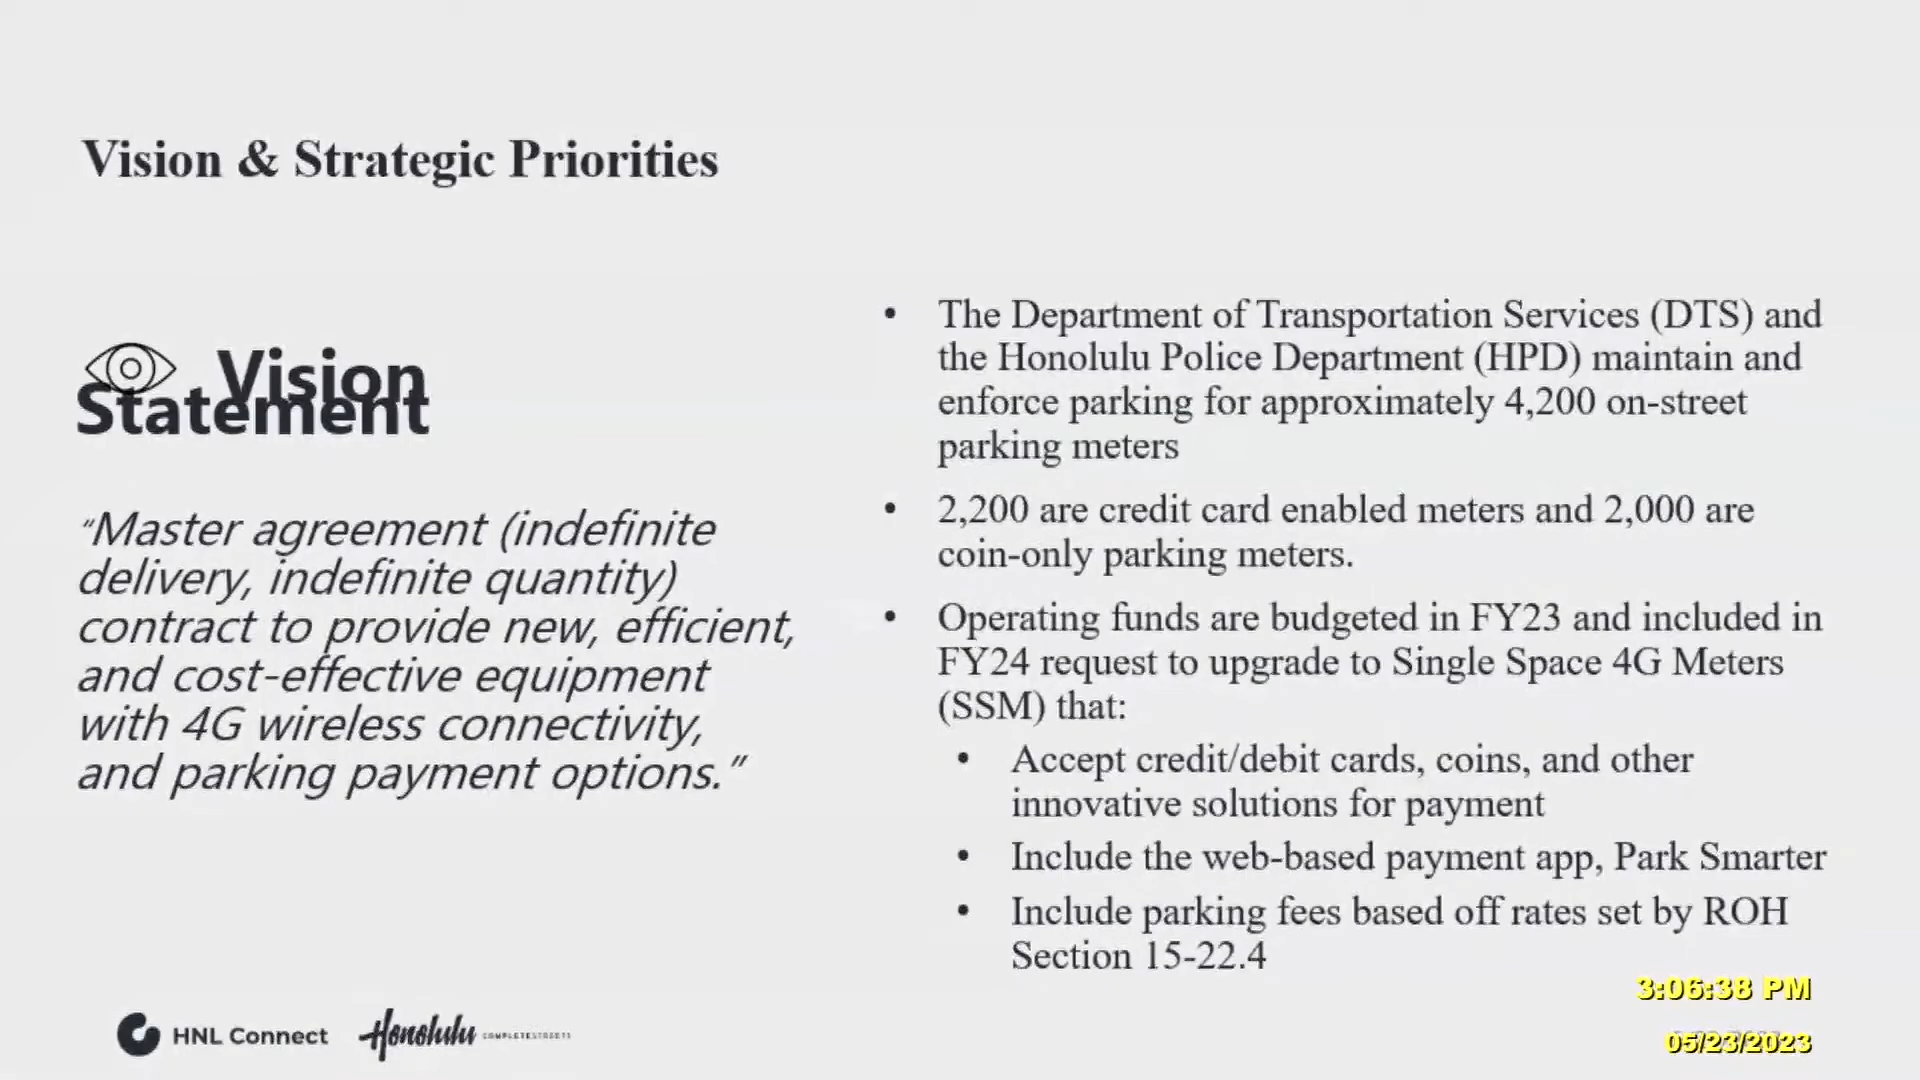 Vision & Strategic Priorities
Vision
Statement
“Master agreement (indefinite
delivery, indefinite quantity)
contract to provide new, efficient,
and cost-effective equipment
with 4G wireless connectivity,
and parking payment options.”
• The Department of Transportation Services (DTS) and
the Honolulu Police Department (HPD) maintain and
enforce parking for approximately 4,200 on-street
parking meters
• 2,200 are credit card enabled meters and 2,000 are
coin-only parking meters.
• Operating funds are budgeted in FY23 and included in
FY24 request to upgrade to Single Space 4G Meters
(SSM) that:
• Accept credit/debit cards, coins, and other
innovative solutions for payment
• Include the web-based payment app, Park Smarter
• Include parking fees based off rates set by ROH
Section 15-22.4
HNL Connect
Honolulu COMPLETE STREETS
3:06:38 PM
05/23/2023